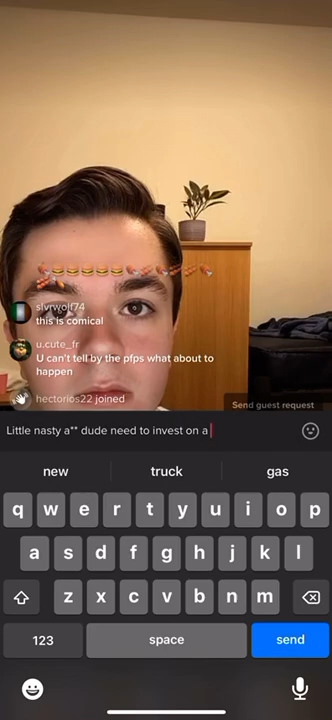 slvrwolf74
this is comical
u.cute_fr
U can't tell by the pfps what about to
happen
hectorios22 joined
Send guest request
Little nasty a** dude need to invest on a
new truck gas
q w e r t y u i o p
a s d f g h j k l
z x c v b n m
123 space send